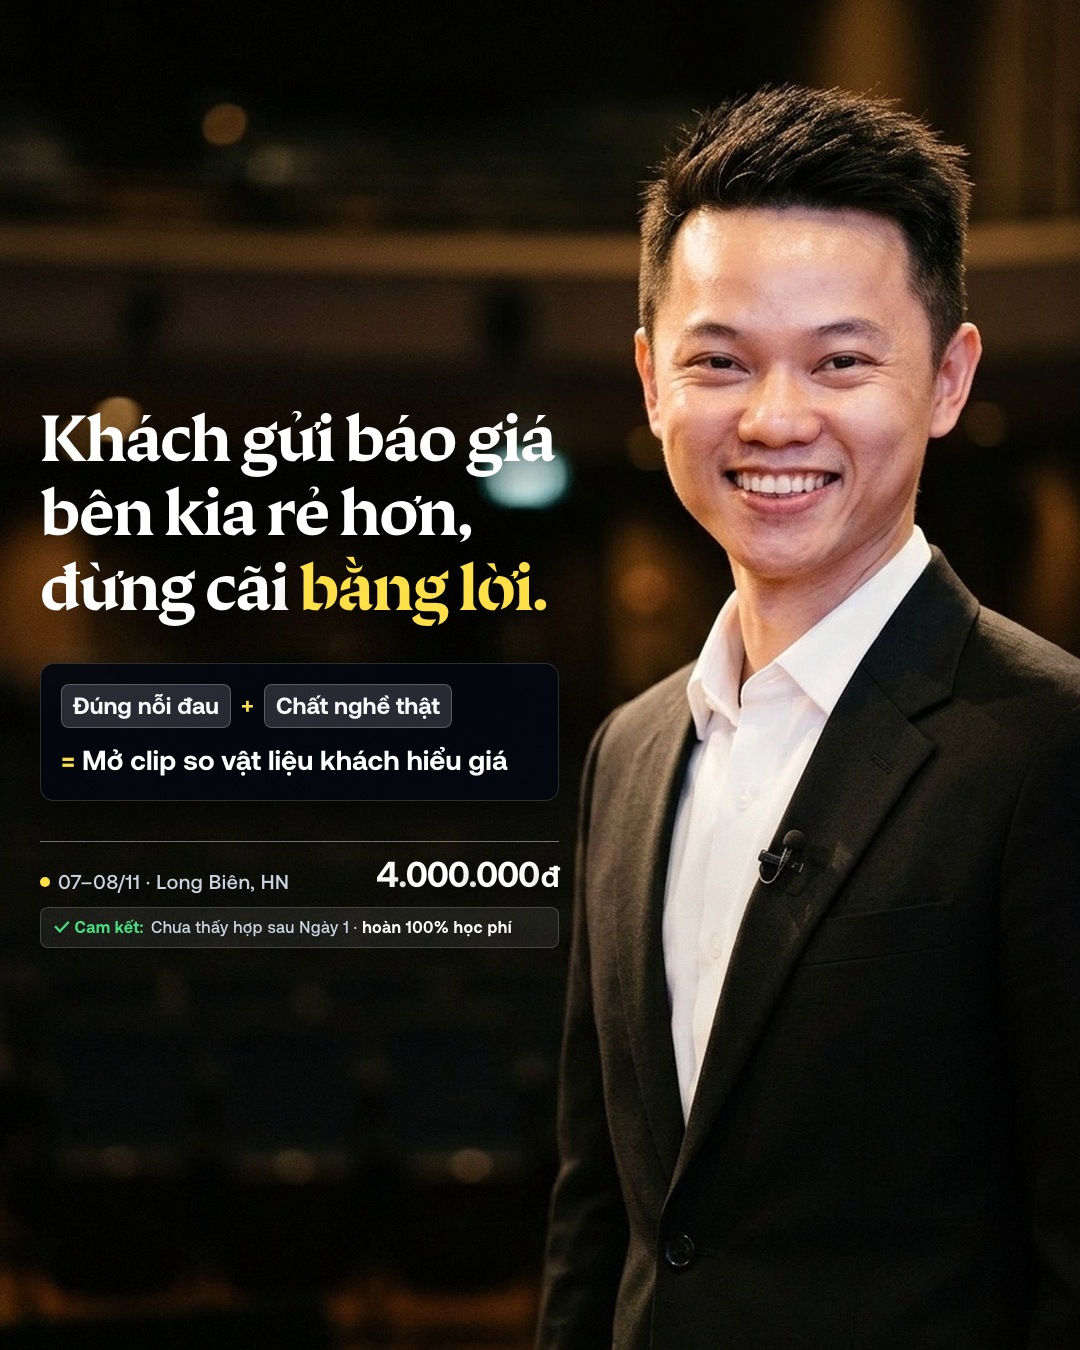 Khách gửi báo giá
bên kia rẻ hơn,
đừng cãi bằng lời.
Đúng nỗi đau + Chất nghề thật
= Mở clip so vật liệu khách hiểu giá
07–08/11 · Long Biên, HN 4.000.000đ
✓ Cam kết: Chưa thấy hợp sau Ngày 1 · hoàn 100% học phí